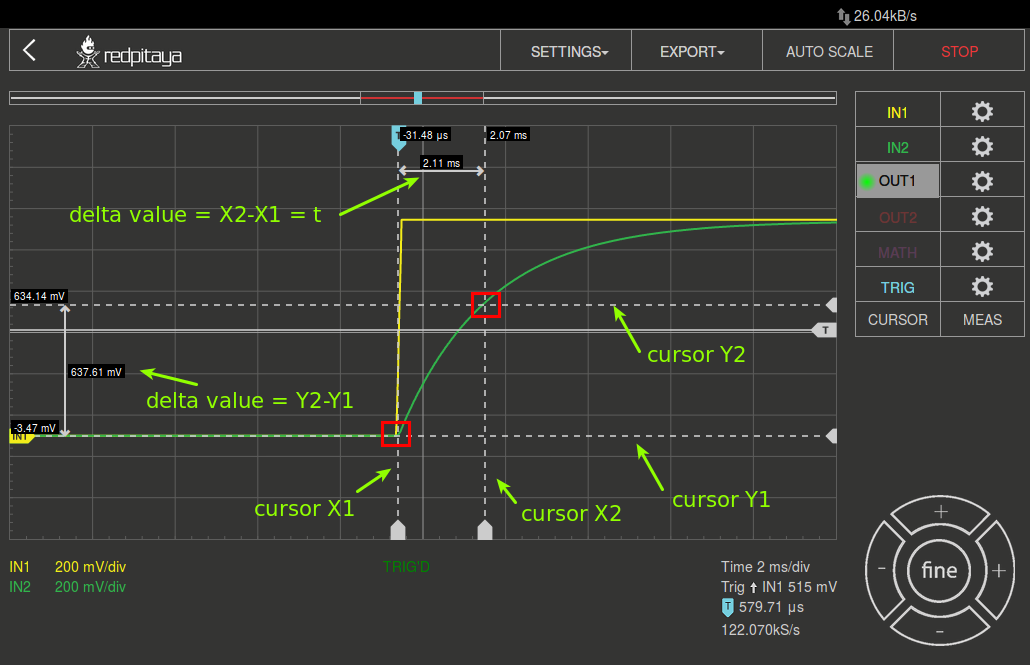 26.04kB/s
redpitaya
SETTINGS
EXPORT
AUTO SCALE
STOP
IN1
IN2
OUT1
OUT2
MATH
TRIG
CURSOR
MEAS
T
-31.48 µs
2.07 ms
2.11 ms
delta value = X2-X1 = t
634.14 mV
T
cursor Y2
637.61 mV
delta value = Y2-Y1
-3.47 mV
IN1
cursor X1
cursor X2
cursor Y1
IN1 200 mV/div
IN2 200 mV/div
TRIG'D
Time 2 ms/div
Trig IN1 515 mV
T 579.71 µs
122.070kS/s
+
- fine +
-